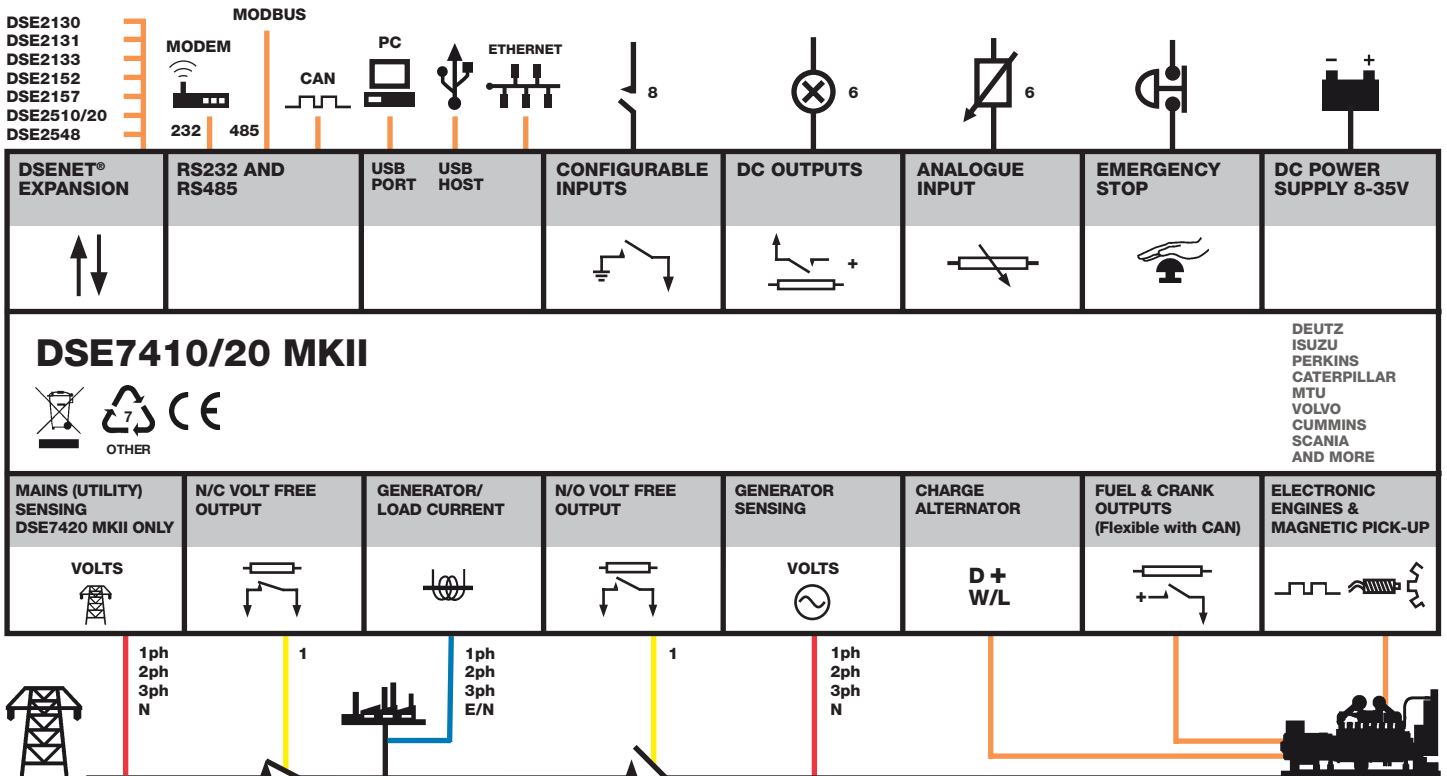 DSE2130
DSE2131
DSE2133
DSE2152
DSE2157
DSE2510/20
DSE2548
MODEM
232
485
MODBUS
CAN
PC
ETHERNET
8
6
6
- +
DSENET®
EXPANSION
RS232 AND
RS485
USB
PORT
USB
HOST
CONFIGURABLE
INPUTS
DC OUTPUTS
ANALOGUE
INPUT
EMERGENCY
STOP
DC POWER
SUPPLY 8-35V
+
DSE7410/20 MKII
7
OTHER
CE
DEUTZ
ISUZU
PERKINS
CATERPILLAR
MTU
VOLVO
CUMMINS
SCANIA
AND MORE
MAINS (UTILITY)
SENSING
DSE7420 MKII ONLY
VOLTS
N/C VOLT FREE
OUTPUT
GENERATOR/
LOAD CURRENT
N/O VOLT FREE
OUTPUT
GENERATOR
SENSING
VOLTS
CHARGE
ALTERNATOR
D +
W/L
FUEL & CRANK
OUTPUTS
(Flexible with CAN)
+
ELECTRONIC
ENGINES &
MAGNETIC PICK-UP
1ph
2ph
3ph
N
1
1ph
2ph
3ph
E/N
1
1ph
2ph
3ph
N